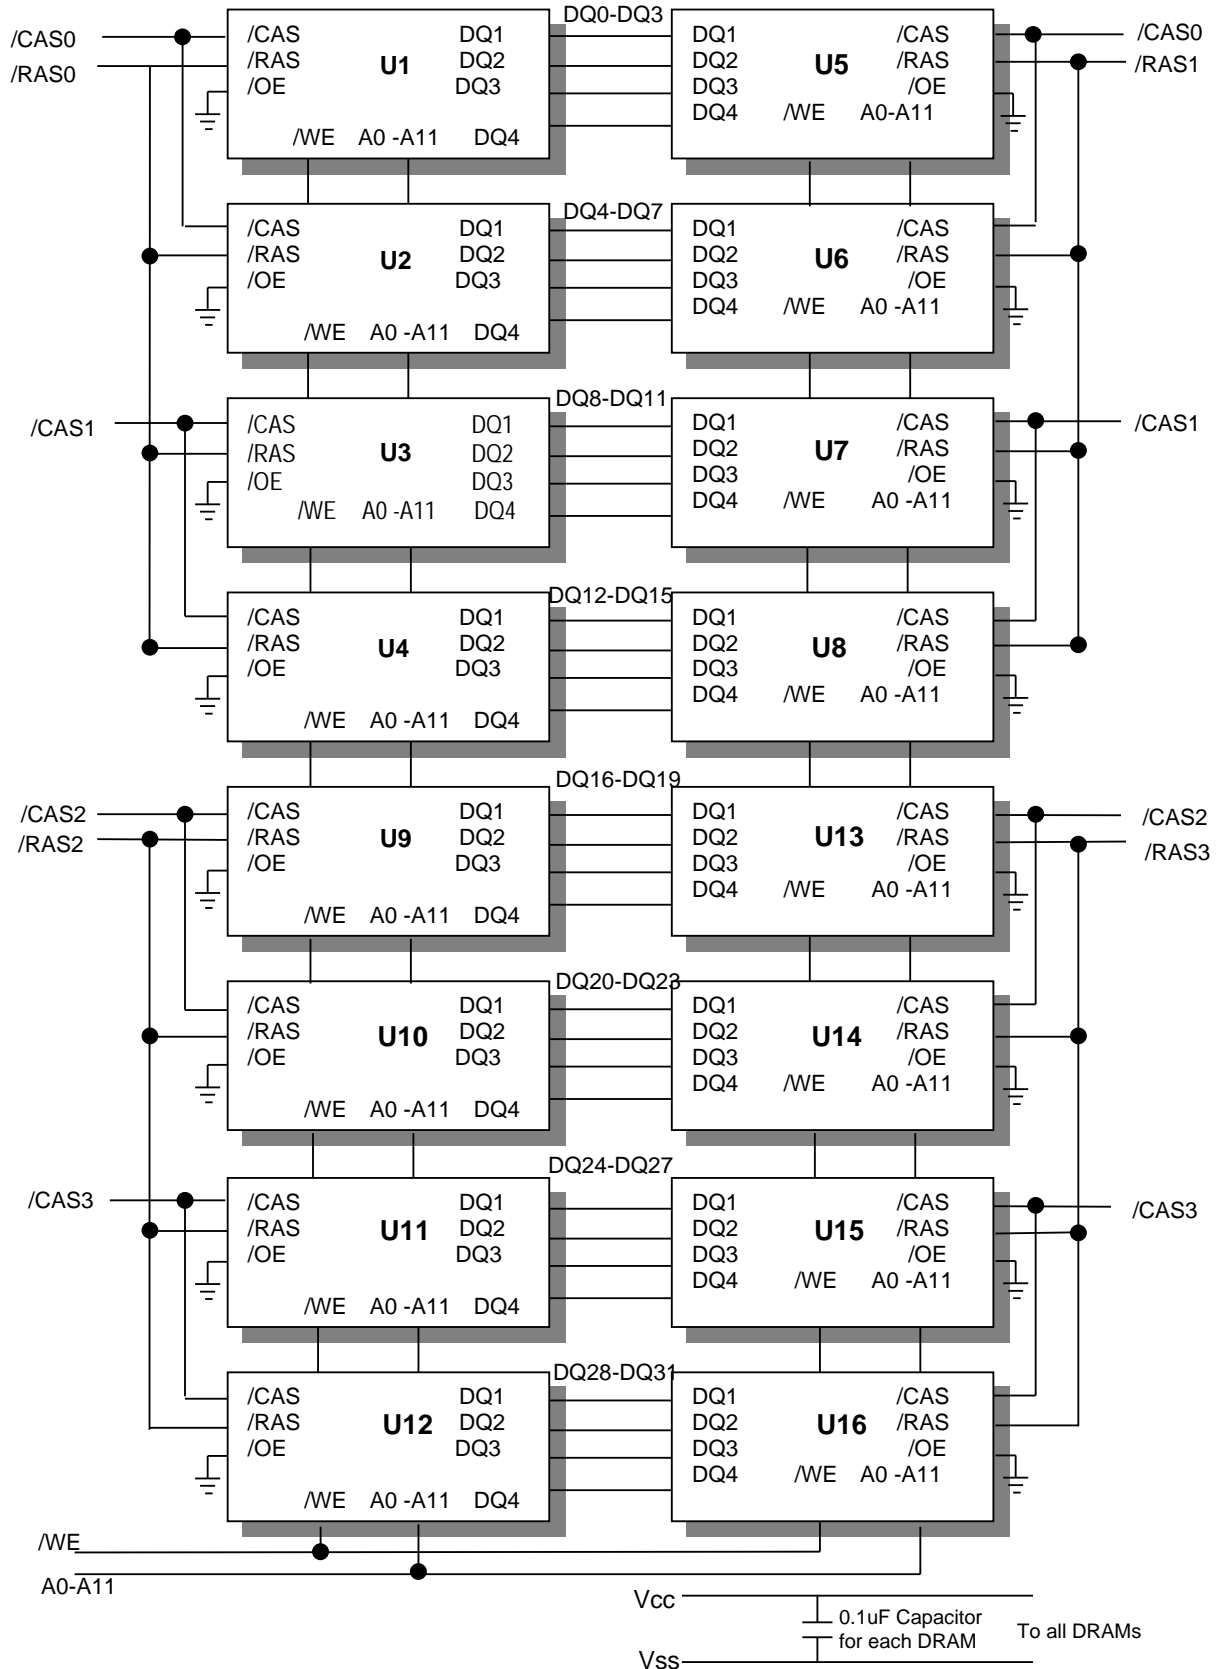 DQ0-DQ3
/CAS0 /CAS DQ1 DQ1 /CAS /CAS0
/RAS0 /RAS U1 DQ2 DQ2 U5 /RAS /RAS1
/OE DQ3 DQ3 /OE
/WE A0 -A11 DQ4 DQ4 /WE A0-A11
DQ4-DQ7
/CAS DQ1 DQ1 /CAS
/RAS U2 DQ2 DQ2 U6 /RAS
/OE DQ3 DQ3 /OE
/WE A0 -A11 DQ4 DQ4 /WE A0 -A11
DQ8-DQ11
/CAS1 /CAS DQ1 DQ1 /CAS /CAS1
/RAS U3 DQ2 DQ2 U7 /RAS
/OE DQ3 DQ3 /OE
/WE A0 -A11 DQ4 DQ4 /WE A0 -A11
DQ12-DQ15
/CAS DQ1 DQ1 /CAS
/RAS U4 DQ2 DQ2 U8 /RAS
/OE DQ3 DQ3 /OE
/WE A0 -A11 DQ4 DQ4 /WE A0 -A11
DQ16-DQ19
/CAS2 /CAS DQ1 DQ1 /CAS /CAS2
/RAS2 /RAS U9 DQ2 DQ2 U13 /RAS /RAS3
/OE DQ3 DQ3 /OE
/WE A0 -A11 DQ4 DQ4 /WE A0 -A11
DQ20-DQ23
/CAS DQ1 DQ1 /CAS
/RAS U10 DQ2 DQ2 U14 /RAS
/OE DQ3 DQ3 /OE
/WE A0 -A11 DQ4 DQ4 /WE A0 -A11
DQ24-DQ27
/CAS3 /CAS DQ1 DQ1 /CAS /CAS3
/RAS U11 DQ2 DQ2 U15 /RAS
/OE DQ3 DQ3 /OE
/WE A0 -A11 DQ4 DQ4 /WE A0 -A11
DQ28-DQ31
/CAS DQ1 DQ1 /CAS
/RAS U12 DQ2 DQ2 U16 /RAS
/OE DQ3 DQ3 /OE
/WE A0 -A11 DQ4 DQ4 /WE A0 -A11
/WE
A0-A11
Vcc
0.1uF Capacitor
for each DRAM
To all DRAMs
Vss